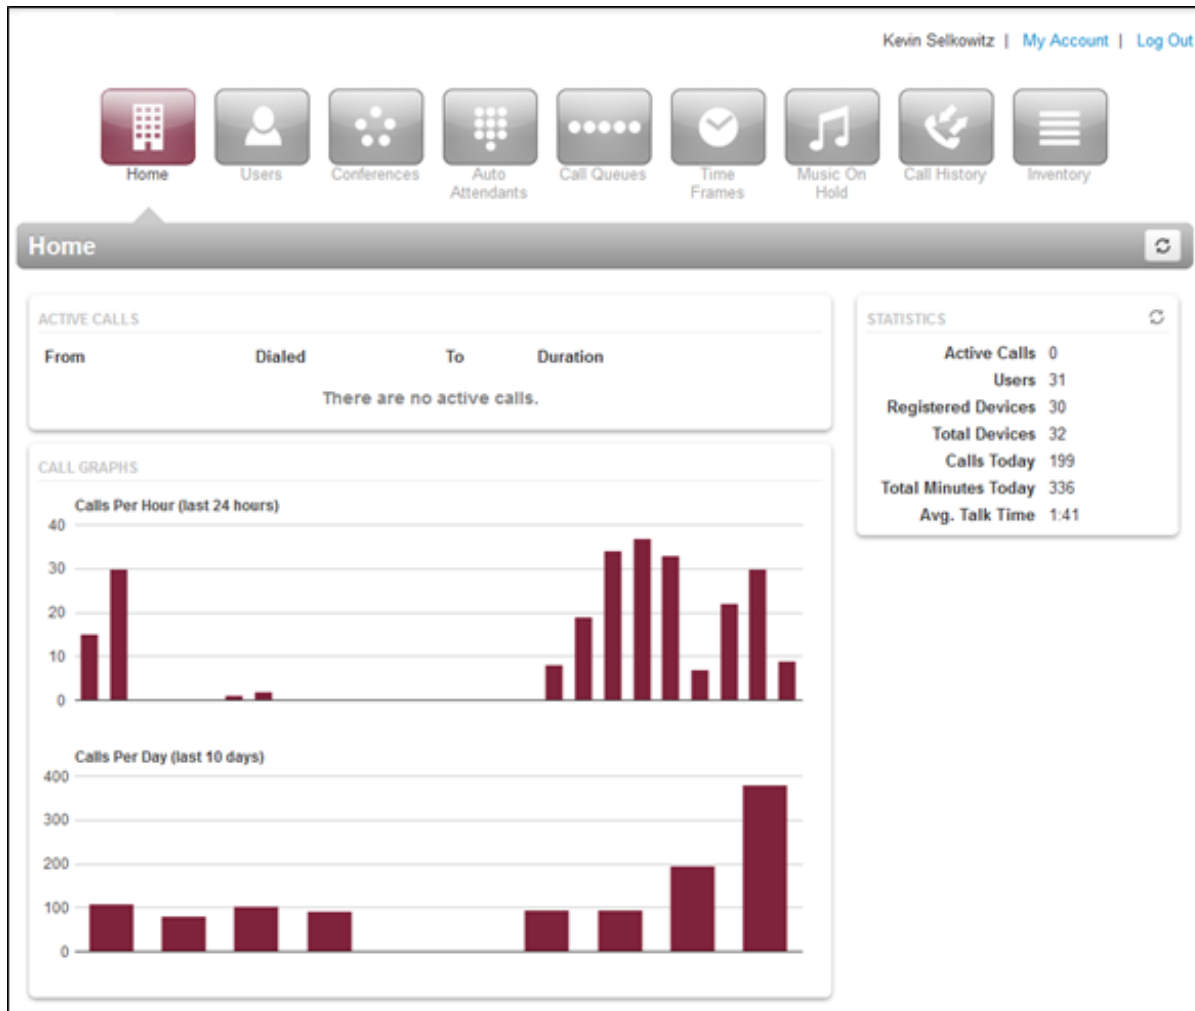 Kevin Selkowitz | My Account | Log Out
Home
Users
Conferences
Auto
Attendants
Call Queues
Time
Frames
Music On
Hold
Call History
Inventory
Home
ACTIVE CALLS
From Dialed To Duration
There are no active calls.
STATISTICS
Active Calls 0
Users 31
Registered Devices 30
Total Devices 32
Calls Today 199
Total Minutes Today 336
Avg. Talk Time 1:41
CALL GRAPHS
Calls Per Hour (last 24 hours)
40
30
20
10
0
Calls Per Day (last 10 days)
400
300
200
100
0